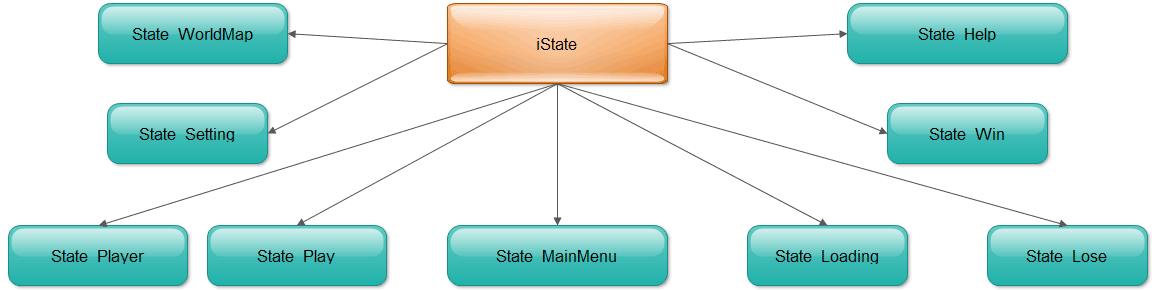 State WorldMap
iState
State Help
State Setting
State Win
State Player
State Play
State MainMenu
State Loading
State Lose